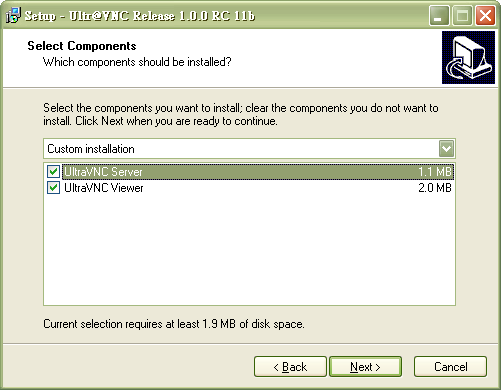 Setup - Ultr@VNC Release 1.0.0 RC 11b
Select Components
Which components should be installed?
Select the components you want to install; clear the components you do not want to
install. Click Next when you are ready to continue.
Custom installation
UltraVNC Server 1.1 MB
UltraVNC Viewer 2.0 MB
Current selection requires at least 1.9 MB of disk space.
< Back Next > Cancel